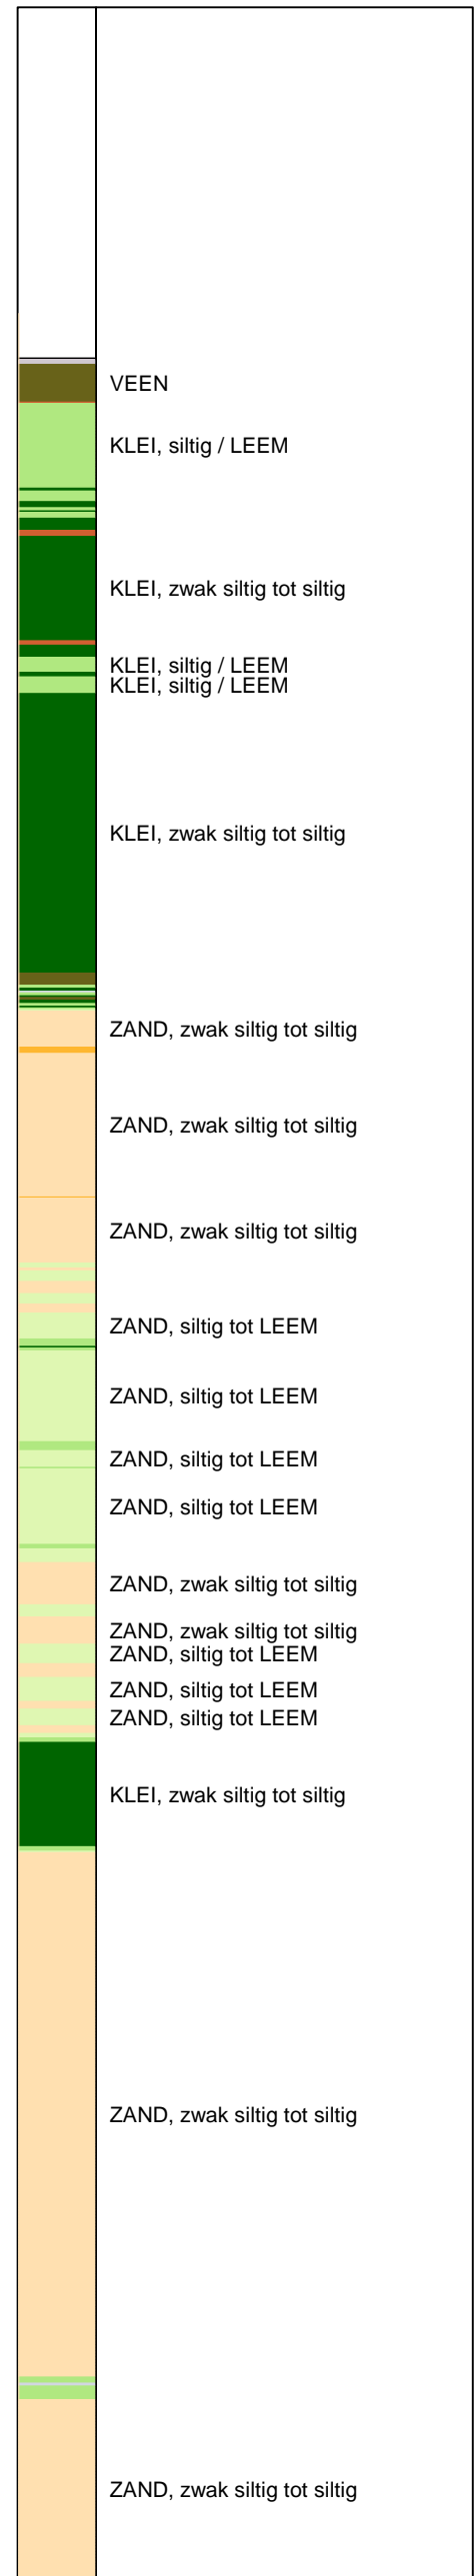 VEEN
KLEI, siltig / LEEM
KLEI, zwak siltig tot siltig
KLEI, siltig / LEEM
KLEI, siltig / LEEM
KLEI, zwak siltig tot siltig
ZAND, zwak siltig tot siltig
ZAND, zwak siltig tot siltig
ZAND, zwak siltig tot siltig
ZAND, siltig tot LEEM
ZAND, siltig tot LEEM
ZAND, siltig tot LEEM
ZAND, siltig tot LEEM
ZAND, zwak siltig tot siltig
ZAND, zwak siltig tot siltig
ZAND, siltig tot LEEM
ZAND, siltig tot LEEM
ZAND, siltig tot LEEM
KLEI, zwak siltig tot siltig
ZAND, zwak siltig tot siltig
ZAND, zwak siltig tot siltig